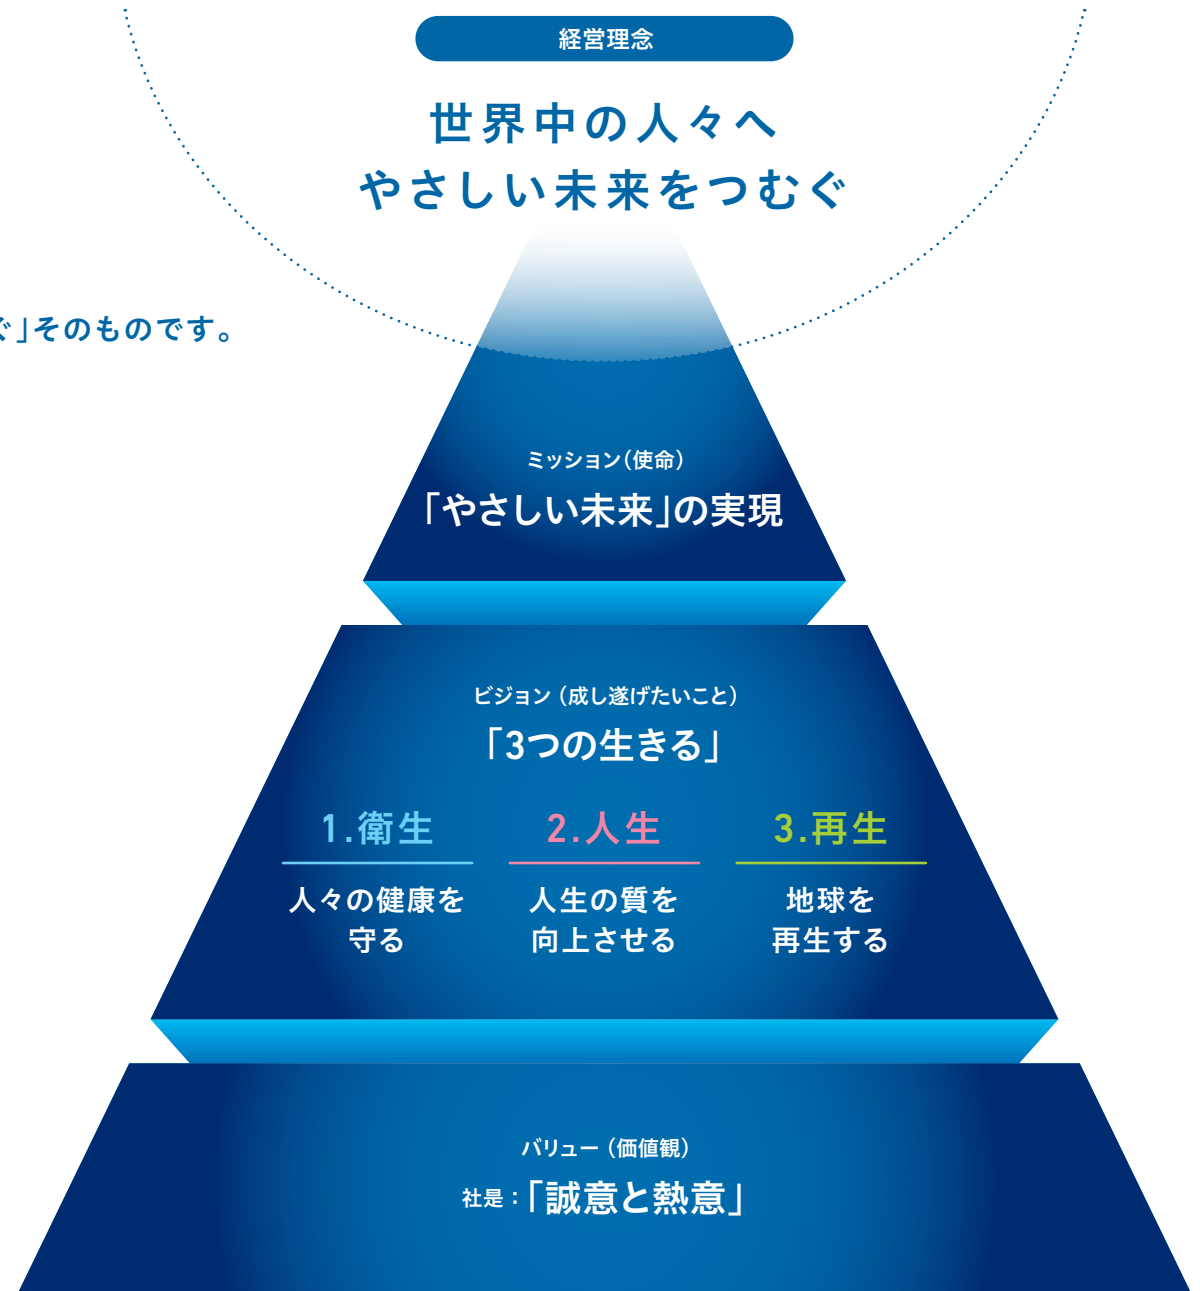 経営理念
世界中の人々へ
やさしい未来をつむぐ
ぐ」そのものです。
ミッション(使命)
「やさしい未来」の実現
ビジョン(成し遂げたいこと)
「3つの生きる」
1.衛生
2.人生
3.再生
人々の健康を
守る
人生の質を
向上させる
地球を
再生する
バリュー(価値観)
社是:「誠意と熱意」